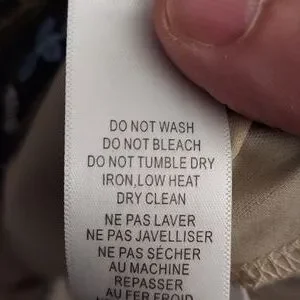 DO NOT WASH
DO NOT BLEACH
DO NOT TUMBLE DRY
IRON,LOW HEAT
DRY CLEAN
NE PAS LAVER
NE PAS JAVELLISER
NE PAS SÉCHER
AU MACHINE
REPASSER
AU FER FROID